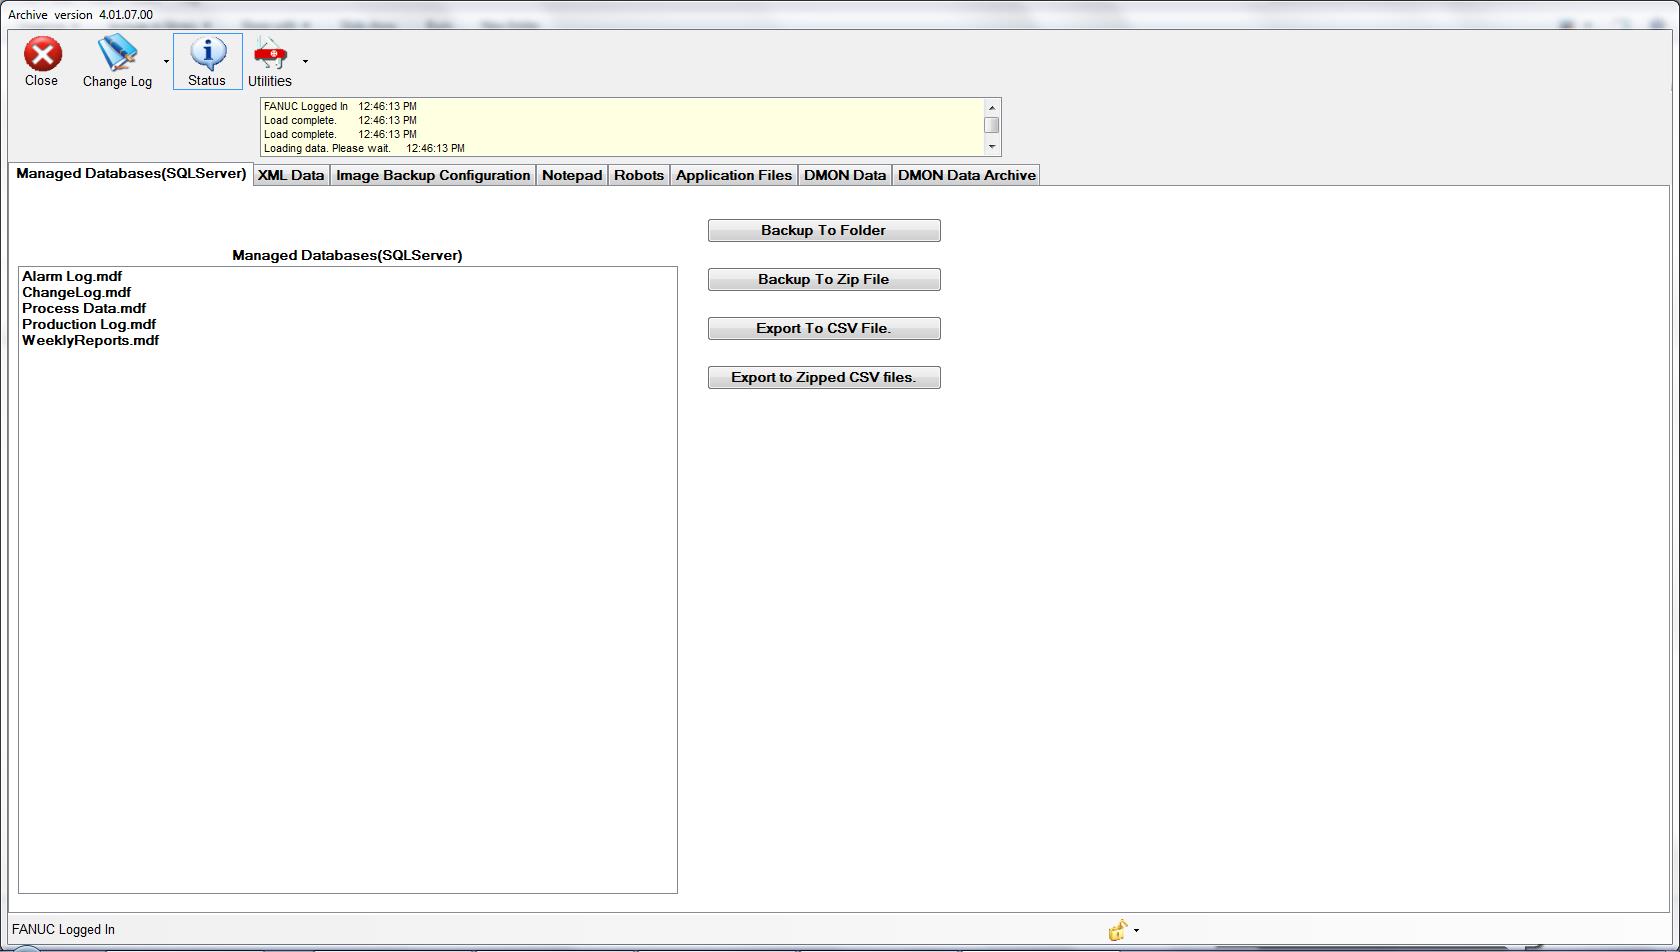 Archive version 4.01.07.00
Close
Change Log
Status
Utilities
FANUC Logged In 12:46:13 PM
Load complete. 12:46:13 PM
Load complete. 12:46:13 PM
Loading data. Please wait. 12:46:13 PM
Managed Databases(SQLServer)
XML Data
Image Backup Configuration
Notepad
Robots
Application Files
DMON Data
DMON Data Archive
Managed Databases(SQLServer)
Alarm Log.mdf
ChangeLog.mdf
Process Data.mdf
Production Log.mdf
WeeklyReports.mdf
Backup To Folder
Backup To Zip File
Export To CSV File.
Export to Zipped CSV files.
FANUC Logged In